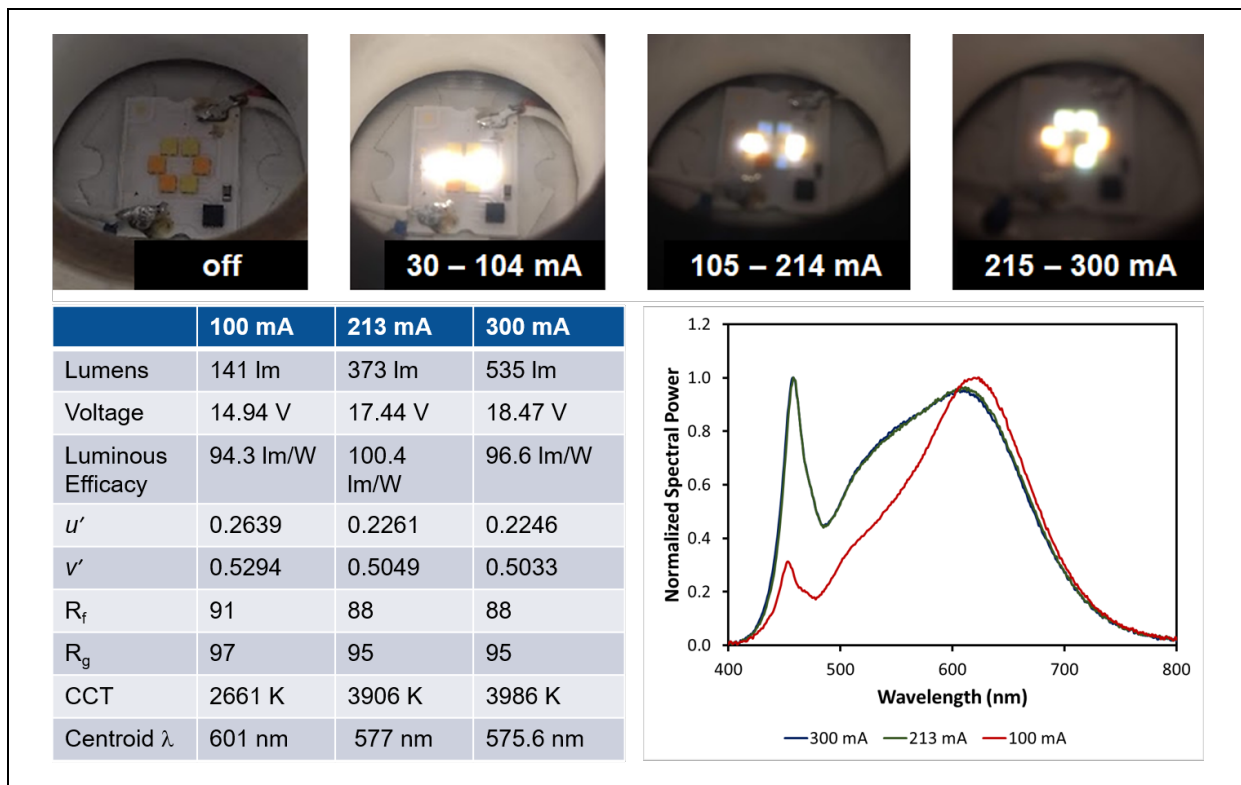 off
30 – 104 mA
105 – 214 mA
215 – 300 mA
100 mA 213 mA 300 mA
Lumens 141 lm 373 lm 535 lm
Voltage 14.94 V 17.44 V 18.47 V
Luminous Efficacy 94.3 lm/W 100.4 lm/W 96.6 lm/W
u′ 0.2639 0.2261 0.2246
v′ 0.5294 0.5049 0.5033
Rf 91 88 88
Rg 97 95 95
CCT 2661 K 3906 K 3986 K
Centroid λ 601 nm 577 nm 575.6 nm
Normalized Spectral Power
1.2
1.0
0.8
0.6
0.4
0.2
0.0
400 500 600 700 800
Wavelength (nm)
300 mA 213 mA 100 mA